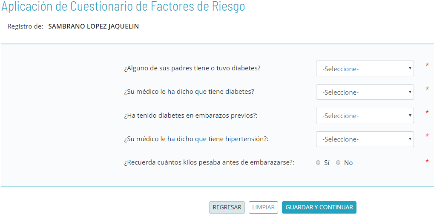 Aplicación de Cuestionario de Factores de Riesgo
Registro de: SAMBRANO LOPEZ JAQUELIN
¿Alguno de sus padres tiene o tuvo diabetes? -Seleccione- *
¿Su médico le ha dicho que tiene diabetes? -Seleccione- *
¿Ha tenido diabetes en embarazos previos?: -Seleccione- *
¿Su médico le ha dicho que tiene hipertensión?: -Seleccione- *
¿Recuerda cuántos kilos pesaba antes de embarazarse?: Sí No *
REGRESAR LIMPIAR GUARDAR Y CONTINUAR